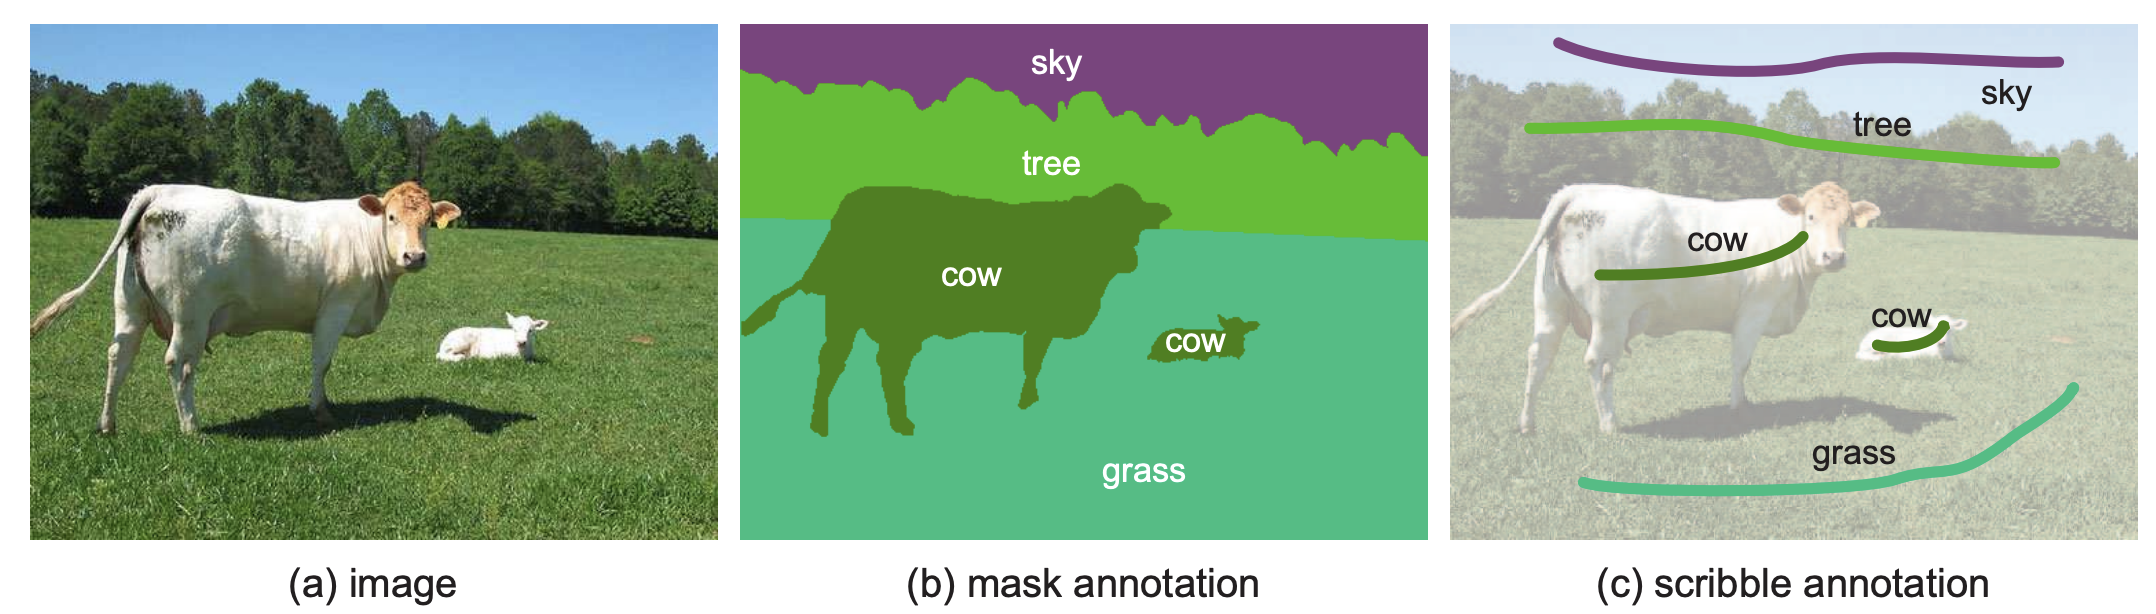 sky
tree
cow
cow
grass
sky
tree
cow
cow
grass
(a) image
(b) mask annotation
(c) scribble annotation